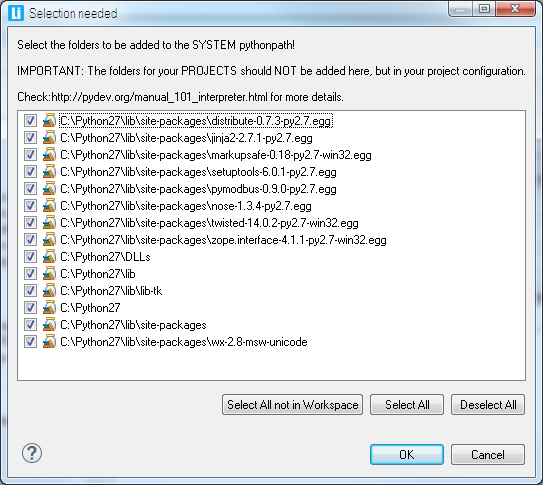 Li Selection needed
Select the folders to be added to the SYSTEM pythonpath!
IMPORTANT: The folders for your PROJECTS should NOT be added here, but in your project configuration.
Check:http://pydev.org/manual_101_interpreter.html for more details.
C:\Python27\lib\site-packages\distribute-0.7.3-py2.7.egg
C:\Python27\lib\site-packages\jinja2-2.7.1-py2.7.egg
C:\Python27\lib\site-packages\markupsafe-0.18-py2.7-win32.egg
C:\Python27\lib\site-packages\setuptools-6.0.1-py2.7.egg
C:\Python27\lib\site-packages\pymodbus-0.9.0-py2.7.egg
C:\Python27\lib\site-packages\nose-1.3.4-py2.7.egg
C:\Python27\lib\site-packages\twisted-14.0.2-py2.7-win32.egg
C:\Python27\lib\site-packages\zope.interface-4.1.1-py2.7-win32.egg
C:\Python27\DLLs
C:\Python27\lib
C:\Python27\lib\lib-tk
C:\Python27
C:\Python27\lib\site-packages
C:\Python27\lib\site-packages\wx-2.8-msw-unicode
Select All not in Workspace Select All Deselect All
? OK Cancel